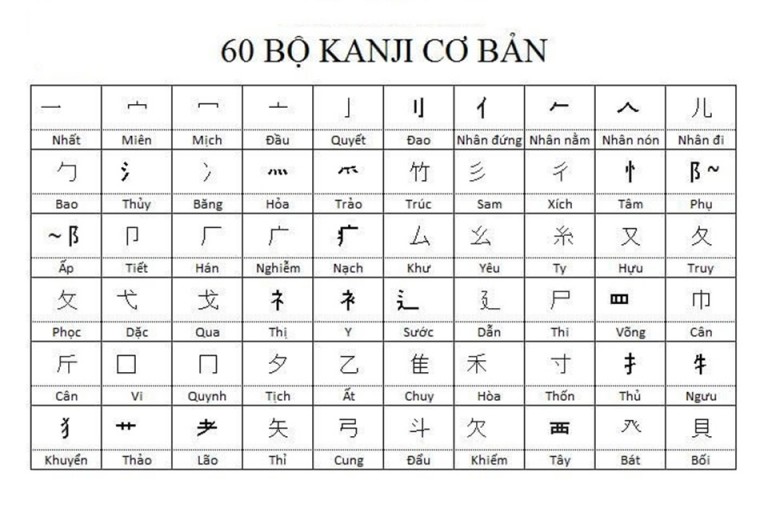 60 BỘ KANJI CƠ BẢN
一 宀 冖 亠 亅 刂 亻 𠂉 𠆢 儿
Nhất Miên Mịch Đầu Quyết Đao Nhân đứng Nhân nằm Nhân nón Nhân đi
勹 氵 冫 灬 爫 竹 彡 彳 忄 阝~
Bao Thủy Băng Hỏa Trảo Trúc Sam Xích Tâm Phụ
~阝 卩 厂 广 疒 厶 幺 糸 又 夂
Ấp Tiết Hán Nghiễm Nạch Khư Yêu Ty Hựu Truy
攵 弋 戈 礻 衤 辶 廴 尸 罒 巾
Phọc Dặc Qua Thị Y Sước Dẫn Thi Võng Cân
斤 囗 冂 夕 乙 隹 禾 寸 扌 牜
Cân Vi Quynh Tịch Ất Chuy Hòa Thốn Thủ Ngưu
犭 艹 耂 矢 弓 斗 欠 覀 癶 貝
Khuyển Thảo Lão Thỉ Cung Đẩu Khiếm Tây Bát Bối